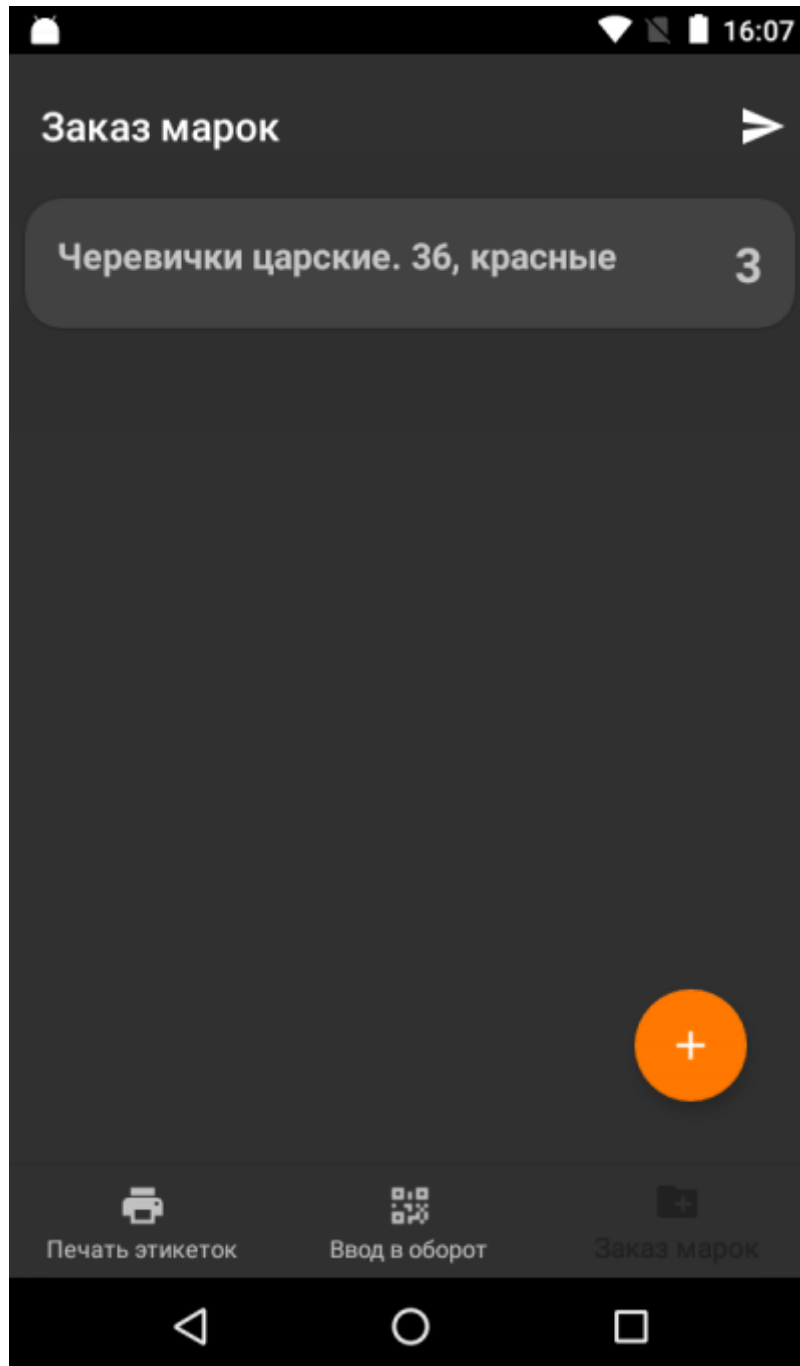 16:07
Заказ марок
Черевички царские. 36, красные 3
Печать этикеток Ввод в оборот Заказ марок